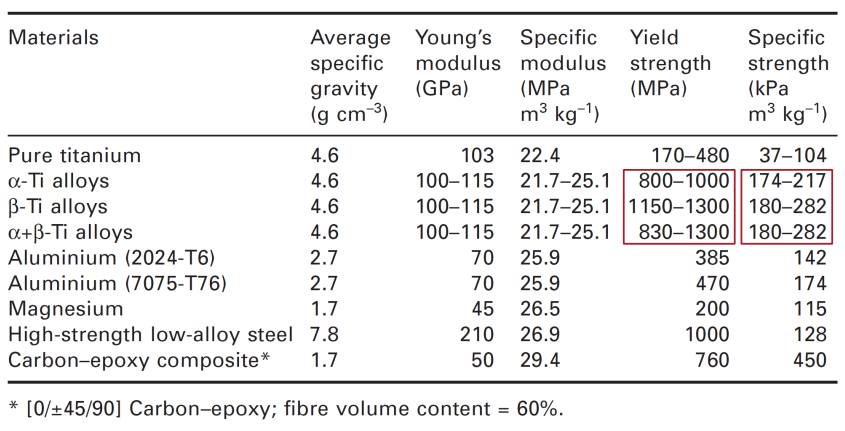 Materials Average specific gravity (g cm⁻³) Young's modulus (GPa) Specific modulus (MPa m³ kg⁻¹) Yield strength (MPa) Specific strength (kPa m³ kg⁻¹)
Pure titanium 4.6 103 22.4 170–480 37–104
α-Ti alloys 4.6 100–115 21.7–25.1 800–1000 174–217
β-Ti alloys 4.6 100–115 21.7–25.1 1150–1300 180–282
α+β-Ti alloys 4.6 100–115 21.7–25.1 830–1300 180–282
Aluminium (2024-T6) 2.7 70 25.9 385 142
Aluminium (7075-T76) 2.7 70 25.9 470 174
Magnesium 1.7 45 26.5 200 115
High-strength low-alloy steel 7.8 210 26.9 1000 128
Carbon–epoxy composite* 1.7 50 29.4 760 450
* [0/±45/90] Carbon–epoxy; fibre volume content = 60%.